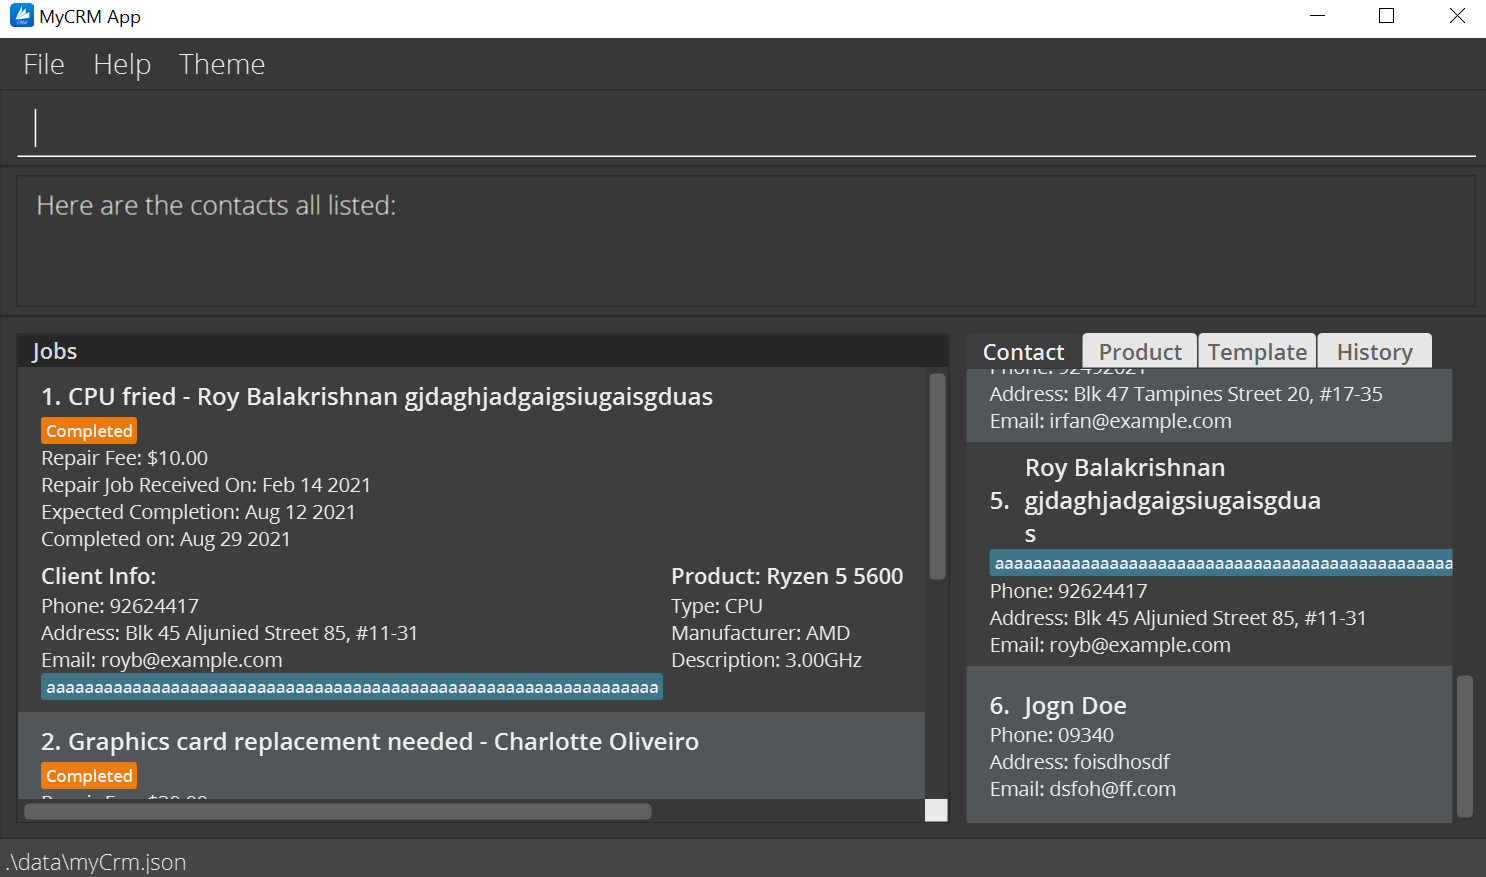 MyCRM App
File Help Theme
Here are the contacts all listed:
Jobs
1. CPU fried - Roy Balakrishnan gjdaghjadgaigsiugaisgduas
Completed
Repair Fee: $10.00
Repair Job Received On: Feb 14 2021
Expected Completion: Aug 12 2021
Completed on: Aug 29 2021
Client Info:
Phone: 92624417
Address: Blk 45 Aljunied Street 85, #11-31
Email: royb@example.com
aaaaaaaaaaaaaaaaaaaaaaaaaaaaaaaaaaaaaaaaaaaaaaaaaaaaaaaaaaaaaaaa
Product: Ryzen 5 5600
Type: CPU
Manufacturer: AMD
Description: 3.00GHz
2. Graphics card replacement needed - Charlotte Oliveiro
Completed
Contact Product Template History
Phone: 92492021
Address: Blk 47 Tampines Street 20, #17-35
Email: irfan@example.com
5. Roy Balakrishnan
gjdaghjadgaigsiugaisgdua
s
aaaaaaaaaaaaaaaaaaaaaaaaaaaaaaaaaaaaaaaaaaaaaaaa
Phone: 92624417
Address: Blk 45 Aljunied Street 85, #11-31
Email: royb@example.com
6. Jogn Doe
Phone: 09340
Address: foisdhosdf
Email: dsfoh@ff.com
.\data\myCrm.json